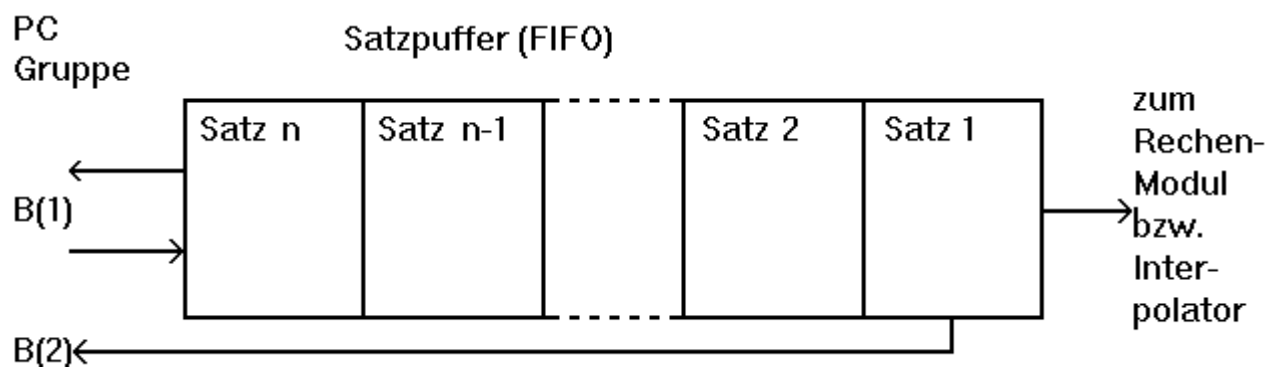 PC
Gruppe
Satzpuffer (FIFO)
Satz n
Satz n-1
Satz 2
Satz 1
B(1)
B(2)
zum
Rechen-
Modul
bzw.
Inter-
polator